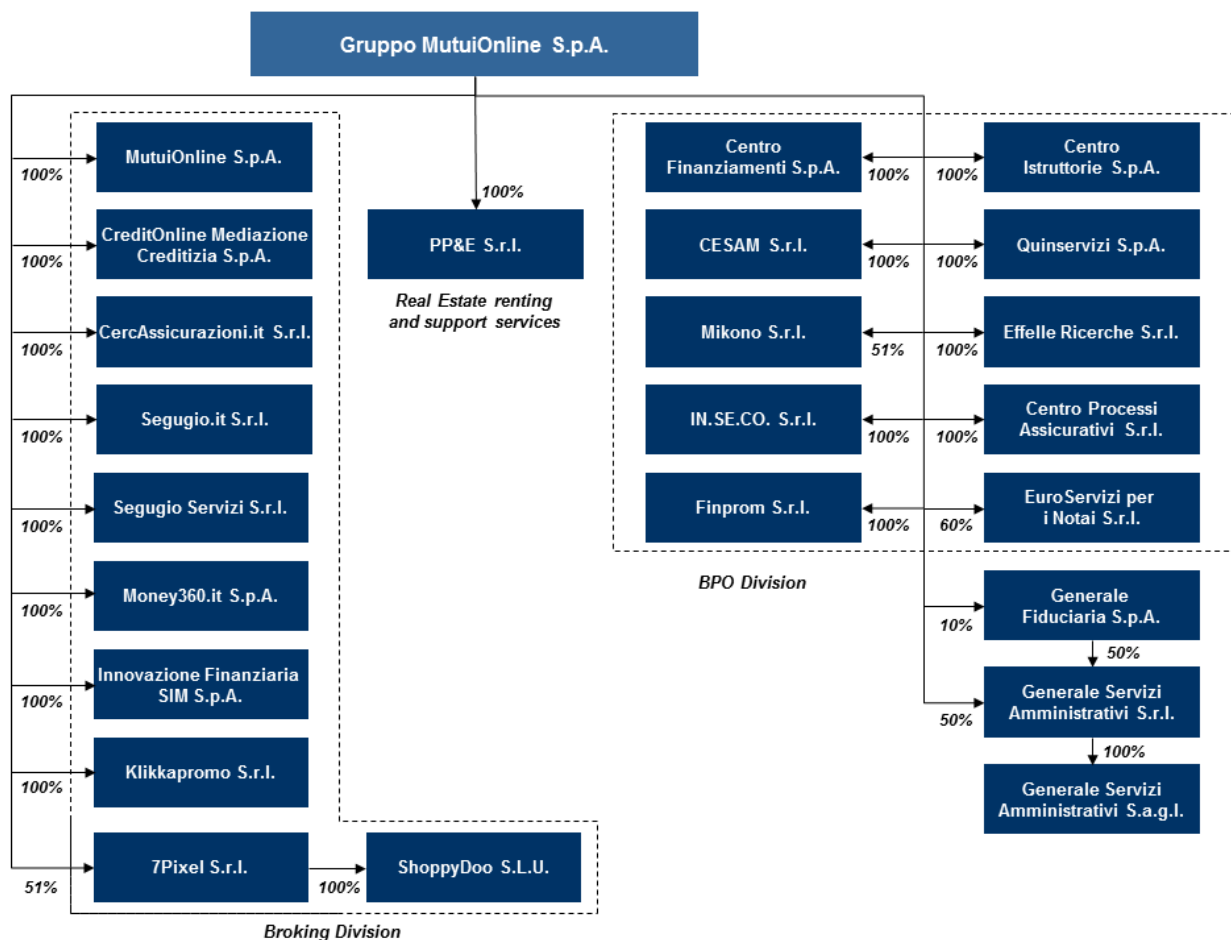 Gruppo MutuiOnline S.p.A.
MutuiOnline S.p.A.
100%
CreditOnline Mediazione
Creditizia S.p.A.
100%
CercAssicurazioni.it S.r.l.
100%
Segugio.it S.r.l.
100%
Segugio Servizi S.r.l.
100%
Money360.it S.p.A.
100%
Innovazione Finanziaria
SIM S.p.A.
100%
Klikkapromo S.r.l.
100%
7Pixel S.r.l.
51%
100%
ShoppyDoo S.L.U.
Broking Division
100%
PP&E S.r.l.
Real Estate renting
and support services
Centro
Finanziamenti S.p.A.
100%
100%
Centro
Istruttorie S.p.A.
CESAM S.r.l.
100%
100%
Quinservizi S.p.A.
Mikono S.r.l.
51%
100%
Effelle Ricerche S.r.l.
IN.SE.CO. S.r.l.
100%
100%
Centro Processi
Assicurativi S.r.l.
Finprom S.r.l.
100%
60%
EuroServizi per
i Notai S.r.l.
BPO Division
Generale
Fiduciaria S.p.A.
10%
50%
Generale Servizi
Amministrativi S.r.l.
50%
100%
Generale Servizi
Amministrativi S.a.g.l.